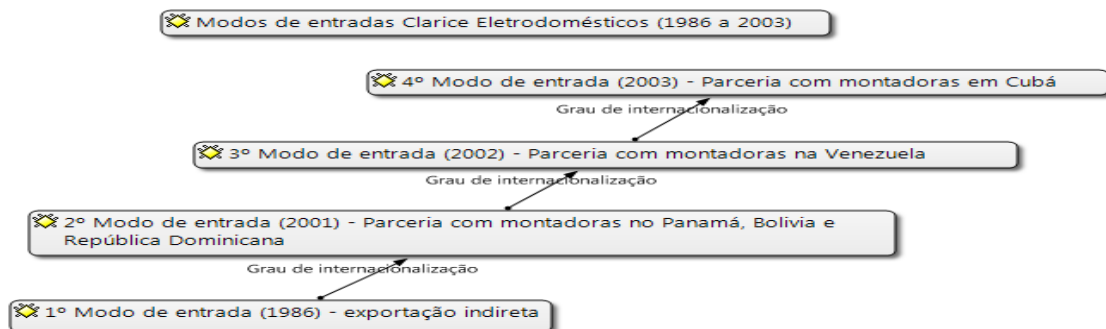 Modos de entradas Clarice Eletrodomésticos (1986 a 2003)
4º Modo de entrada (2003) - Parceria com montadoras em Cubá
Grau de internacionalização
3º Modo de entrada (2002) - Parceria com montadoras na Venezuela
Grau de internacionalização
2º Modo de entrada (2001) - Parceria com montadoras no Panamá, Bolivia e
República Dominicana
Grau de internacionalização
1º Modo de entrada (1986) - exportação indireta